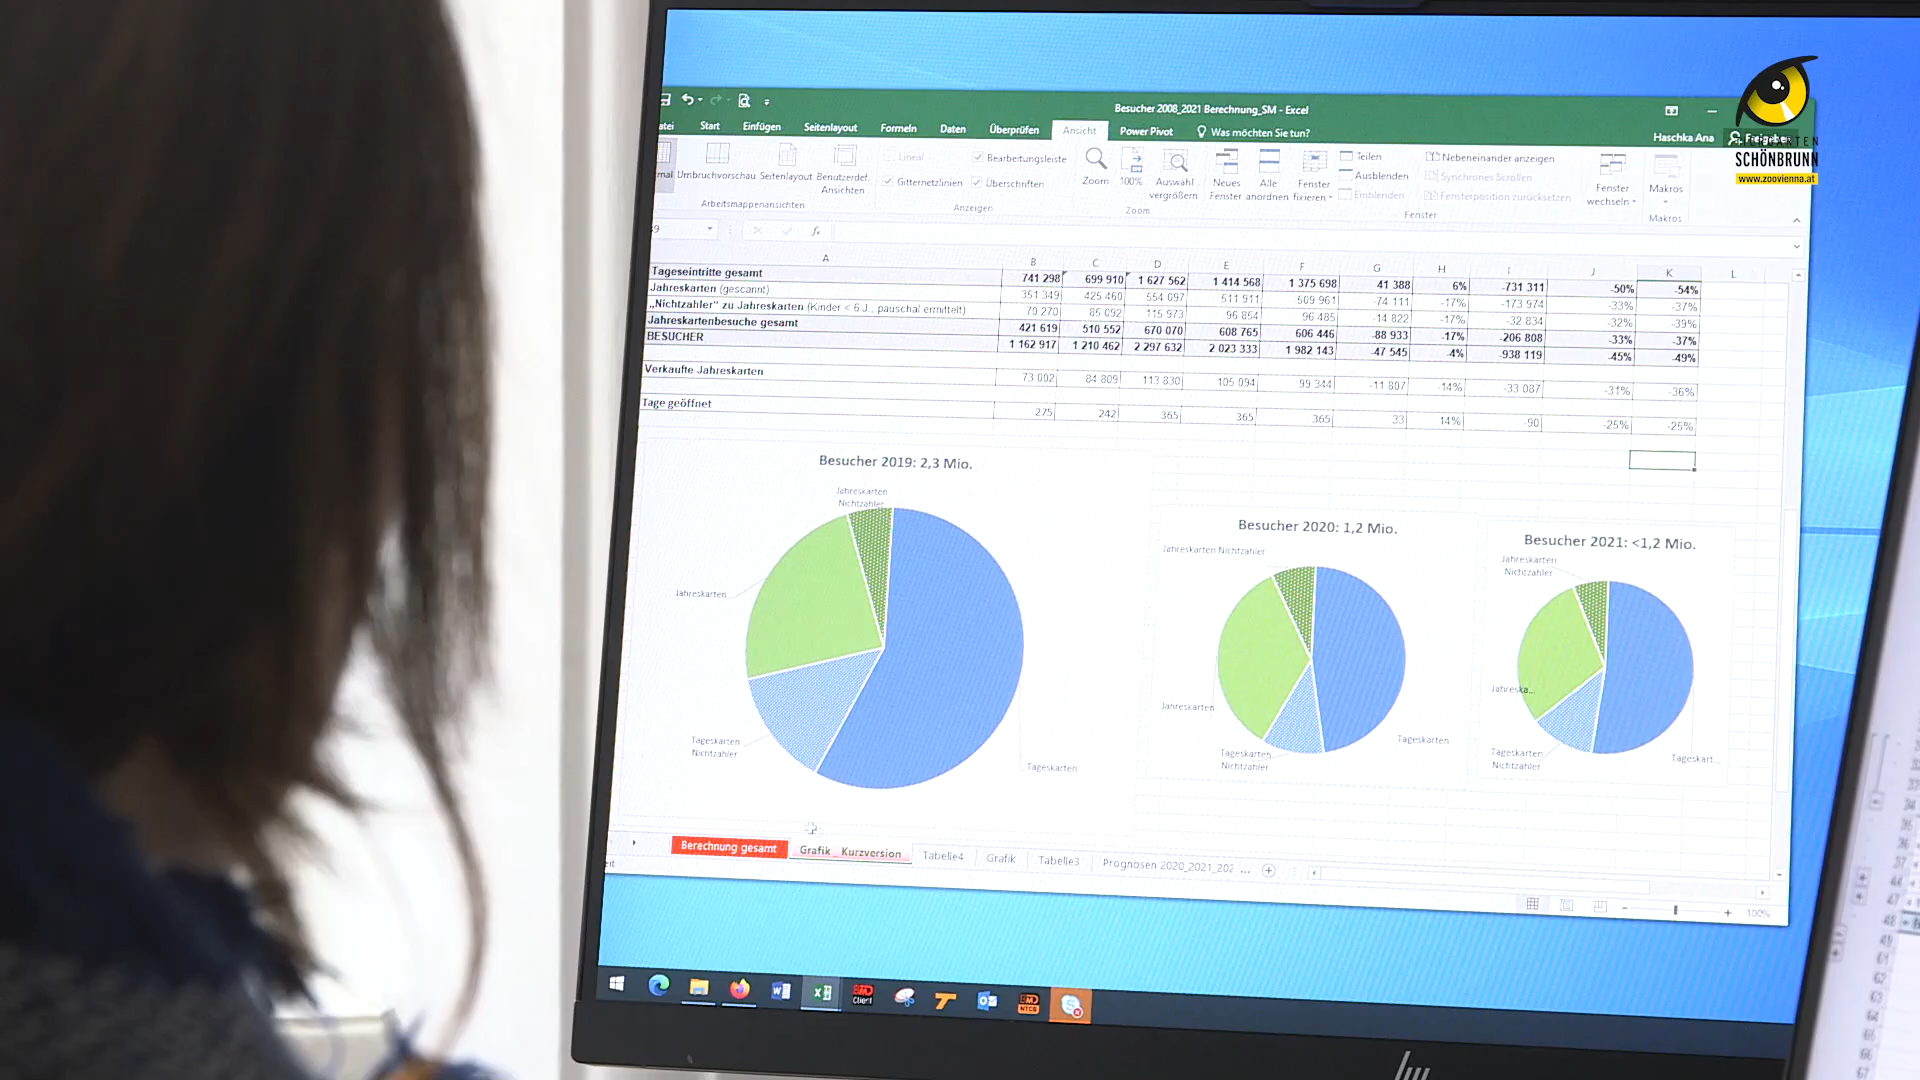 Besucher 2008_2021 Berechnung_SM - Excel
Start Einfügen Seitenlayout Formeln Daten Überprüfen Ansicht Power Pivot Was möchten Sie tun?
Haschka Ana
SCHÖNBRUNN
www.zoovienna.at
Umbruchvorschau Seitenlayout Benutzerdef. Ansichten
Arbeitsmappenansichten
Lineal Bearbeitungsleiste
Gitternetzlinien Überschriften
Anzeigen
Zoom 100% Auswahl vergrößern
Zoom
Neues Fenster Alle anordnen Fenster fixieren
Teilen
Ausblenden
Einblenden
Nebeneinander anzeigen
Synchrones Scrollen
Fensterposition zurücksetzen
Fenster
Fenster wechseln
Makros
Makros
A B C D E F G H I J K L
Tageseintritte gesamt 741 298 699 910 1 627 562 1 414 568 1 375 698 41 388 6% -731 311 -50% -54%
Jahreskarten (gescannt) 351 349 425 460 554 097 511 911 509 961 -74 111 -17% -173 974 -33% -37%
„Nichtzahler“ zu Jahreskarten (Kinder < 6 J., pauschal ermittelt) 70 270 85 092 115 973 96 854 96 485 -14 822 -17% -32 834 -32% -39%
Jahreskartenbesuche gesamt 421 619 510 552 670 070 608 765 606 446 -88 933 -17% -206 808 -33% -37%
BESUCHER 1 162 917 1 210 462 2 297 632 2 023 333 1 982 143 -47 545 -4% -938 119 -45% -49%
Verkaufte Jahreskarten 73 002 84 809 113 830 105 094 99 344 -11 807 -14% -33 087 -31% -36%
Tage geöffnet 275 242 365 365 365 33 14% -90 -25% -25%
Besucher 2019: 2,3 Mio.
Jahreskarten
Nichtzahler
Jahreskarten
Tageskarten
Nichtzahler
Tageskarten
Besucher 2020: 1,2 Mio.
Jahreskarten Nichtzahler
Jahreskarten
Tageskarten
Nichtzahler
Tageskarten
Besucher 2021: <1,2 Mio.
Jahreskarten
Nichtzahler
Jahreska...
Tageskarten
Nichtzahler
Tageskart...
Berechnung gesamt Grafik _ Kurzversion Tabelle4 Grafik Tabelle3 Prognosen 2020_2021_202 ...
100%
hp